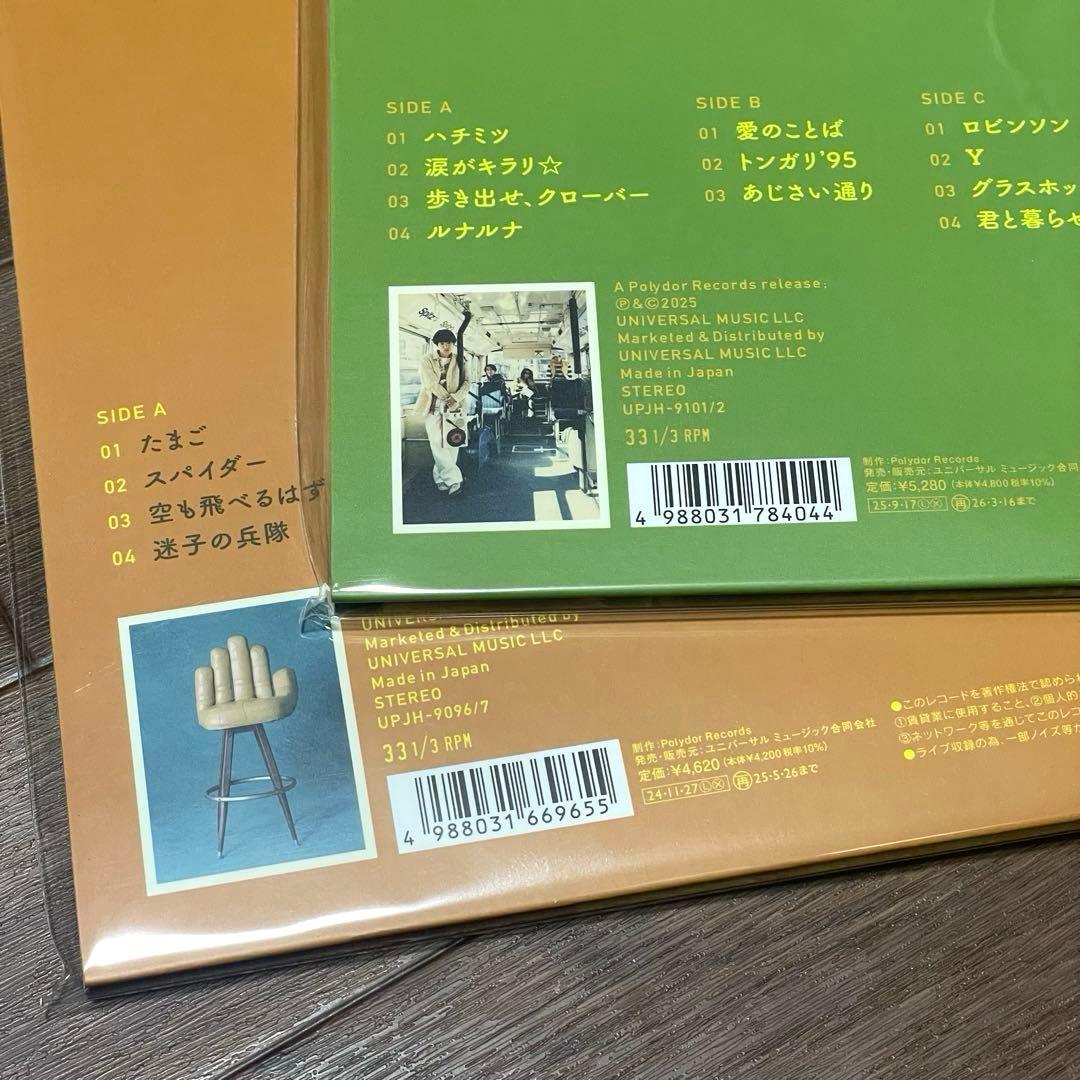 SIDE A
01 ハチミツ
02 涙がキラリ☆
03 歩き出せ、クローバー
04 ルナルナ
SIDE B
01 愛のことば
02 トンガリ'95
03 あじさい通り
SIDE C
01 ロビンソン
02 Y
03 グラスホッ
04 君と暮らせ
Spitz
A Polydor Records release:
Ⓟ&©2025
UNIVERSAL MUSIC LLC
Marketed & Distributed by
UNIVERSAL MUSIC LLC
Made in Japan
STEREO
UPJH-9101/2
33 1/3 RPM
4 988031 784044
制作:Polydor Records
発売・販売元:ユニバーサル ミュージック合同
定価:¥5,280 (本体¥4,800 税率10%)
25・9・17 Ⓛ Ⓧ 再 26・3・16まで
SIDE A
01 たまご
02 スパイダー
03 空も飛べるはず
04 迷子の兵隊
UNIVERSAL
Marketed & Distributed by
UNIVERSAL MUSIC LLC
Made in Japan
STEREO
UPJH-9096/7
33 1/3 RPM
4 988031 669655
制作:Polydor Records
発売・販売元:ユニバーサル ミュージック合同会社
定価:¥4,620 (本体¥4,200 税率10%)
24・11・27 Ⓛ Ⓧ 再 25・5・26まで
●このレコードを著作権法で認められ
①賃貸業に使用すること、②個人的
③ネットワーク等を通じてこのレコ
●ライブ収録の為、一部ノイズ等が